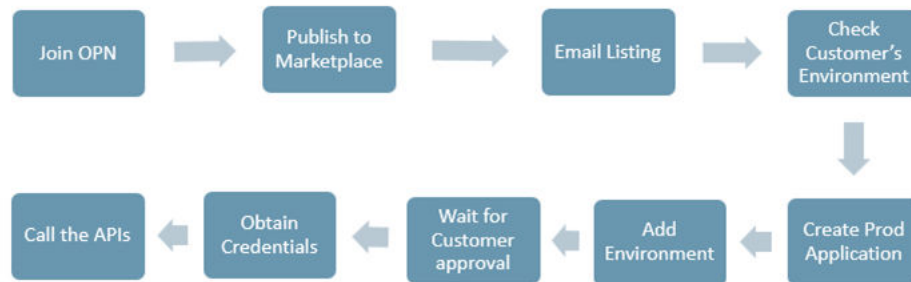 Join OPN
Publish to
Marketplace
Email Listing
Check
Customer's
Environment
Create Prod
Application
Add
Environment
Wait for
Customer
approval
Obtain
Credentials
Call the APIs